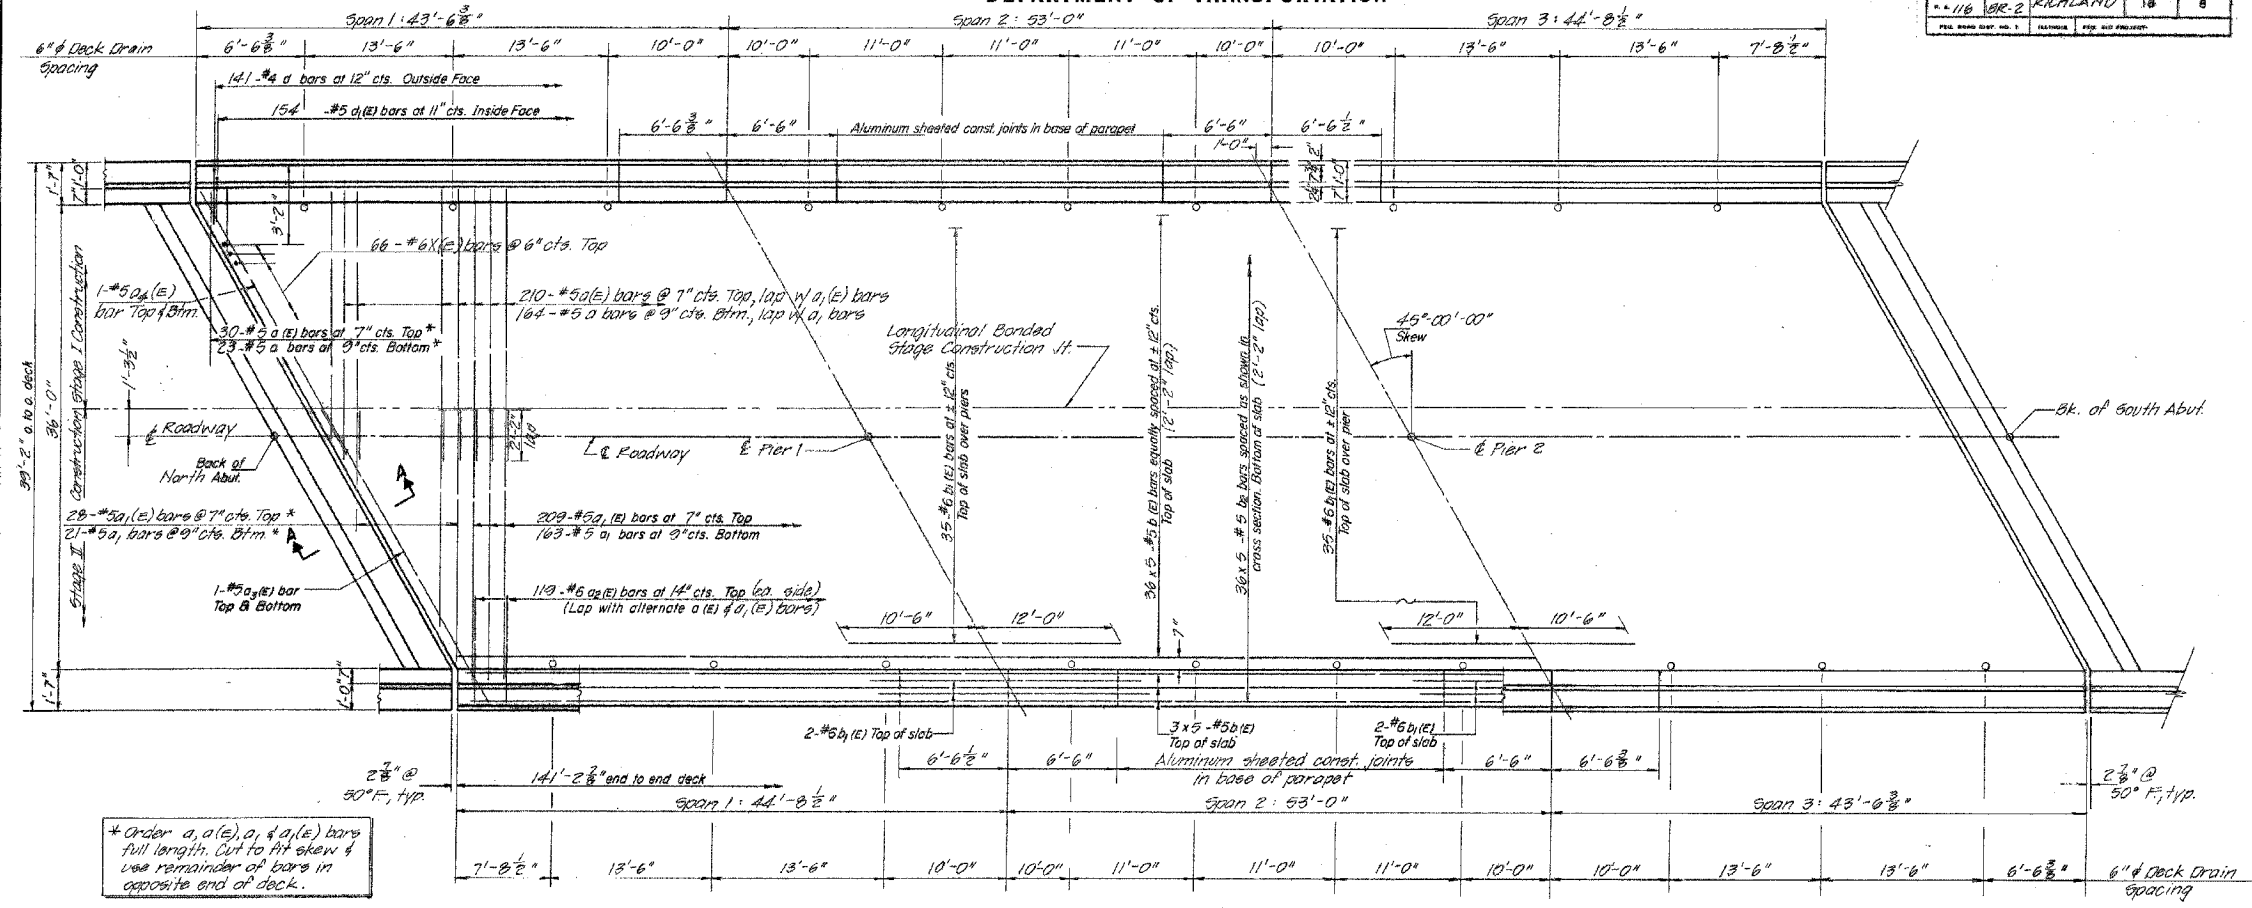 DEPARTMENT OF TRANSPORTATION
116 BR-2 RICHLAND 18 8
Span 1: 43'-6 3/8" Span 2: 53'-0" Span 3: 44'-8 1/2"
6"φ Deck Drain Spacing
6'-6 3/8" 13'-6" 13'-6" 10'-0" 10'-0" 11'-0" 11'-0" 11'-0" 10'-0" 10'-0" 13'-6" 13'-6" 7'-8 1/2"
141-#4 d bars at 12" cts. Outside Face
154 -#5 d1(E) bars at 11" cts. Inside Face
6'-6 3/8" 6'-6" Aluminum sheeted const. joints in base of parapet 6'-6" 6'-6 1/2"
1'-0"
1'-7" 7" 1'-0"
7" 1'-0"
3'-2"
66-#6X(E) bars @ 6" cts. Top
1-#5 a4(E)
bar Top & Btm.
210-#5a(E) bars @ 7" cts. Top, lap w/ a1(E) bars
164-#5 a bars @ 9" cts. Btm., lap w/ a1 bars
30-#5 a (E) bars at 7" cts. Top*
23-#5 a bars at 9" cts. Bottom*
Longitudinal Bonded
Stage Construction Jt.
45°-00'-00"
Skew
39'-2" o. to o. deck
36'-0"
Stage I Construction
Stage II Construction
1'-3 1/2"
℄ Roadway
Back of
North Abut.
2'-2"
lap
℄ Roadway
℄ Pier 1
℄ Pier 2
Bk. of South Abut.
35-#6 b1(E) bars at ± 12" cts.
Top of slab over piers
36 x 5 -#5 b (E) bars equally spaced at ± 12" cts.
Top of slab (2'-2" lap)
36 x 5 -#5 b2 bars spaced as shown in
cross section. Bottom of slab (2'-2" lap)
35-#6 b1(E) bars at ± 12" cts.
Top of slab over pier
A
A
28-#5a1(E) bars @ 7" cts. Top *
21-#5a1 bars @ 9" cts. Btm.*
209-#5a1 (E) bars at 7" cts. Top
163-#5 a1 bars at 9" cts. Bottom
1-#5a3(E) bar
Top & Bottom
119-#6 a2(E) bars at 14" cts. Top (ea. side)
(Lap with alternate a(E) & a1(E) bars)
10'-6" 12'-0" 12'-0" 10'-6"
7"
1'-7" 1'-0" 7"
2-#6b1(E) Top of slab
3 x 5 -#5b(E)
Top of slab
2-#6b1(E)
Top of slab
6'-6 1/2" 6'-6" Aluminum sheeted const. joints
in base of parapet 6'-6" 6'-6 3/8"
2 7/8" @
50° F., typ.
141'-2 7/8" end to end deck
2 7/8" @
50° F., typ.
Span 1: 44'-8 1/2" Span 2: 53'-0" Span 3: 43'-6 3/8"
* Order a, a(E), a1 & a1(E) bars
full length. Cut to fit skew &
use remainder of bars in
opposite end of deck.
7'-8 1/2" 13'-6" 13'-6" 10'-0" 10'-0" 11'-0" 11'-0" 11'-0" 10'-0" 10'-0" 13'-6" 13'-6" 6'-6 3/8"
6"φ Deck Drain
Spacing